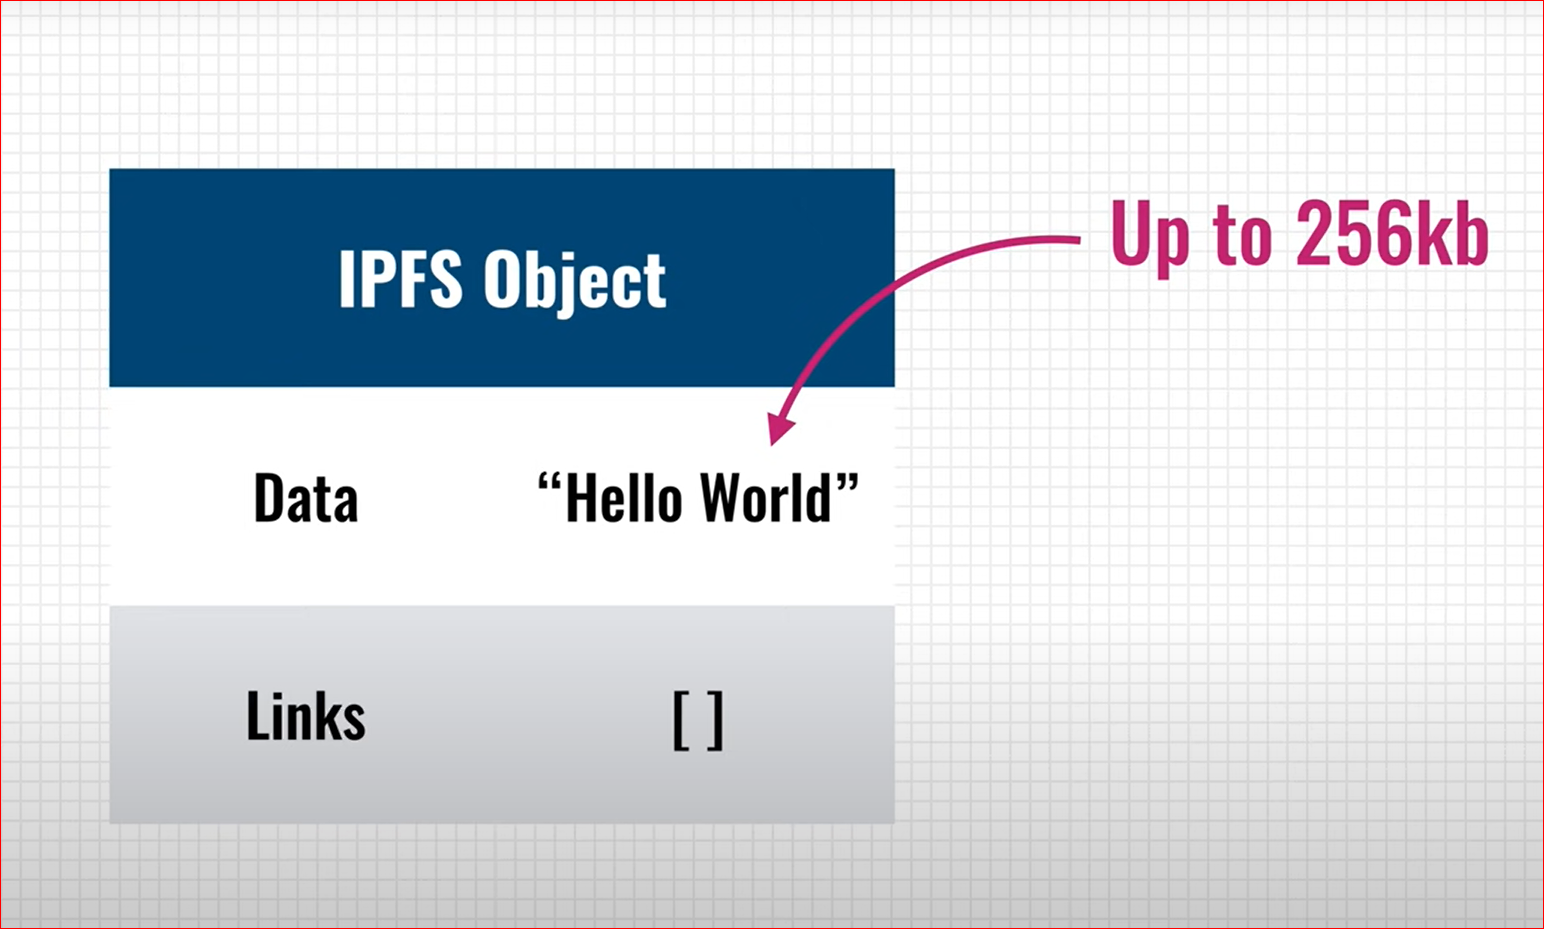 IPFS Object
Up to 256kb
Data “Hello World”
Links [ ]